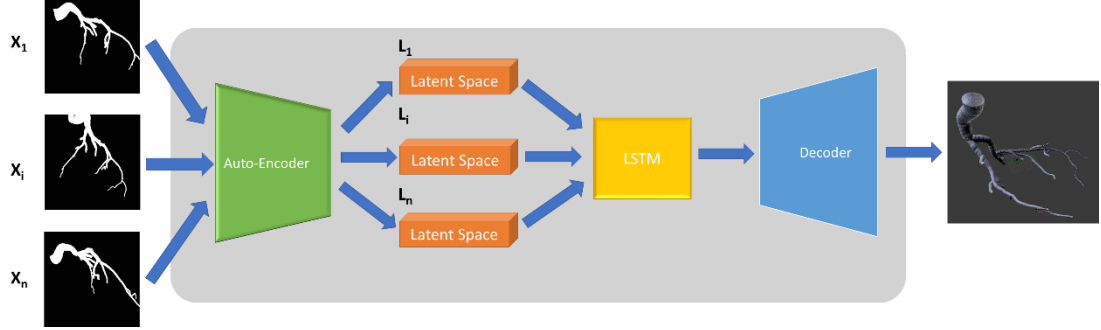 X1
Xi
Xn
Auto-Encoder
L1
Latent Space
Li
Latent Space
Ln
Latent Space
LSTM
Decoder